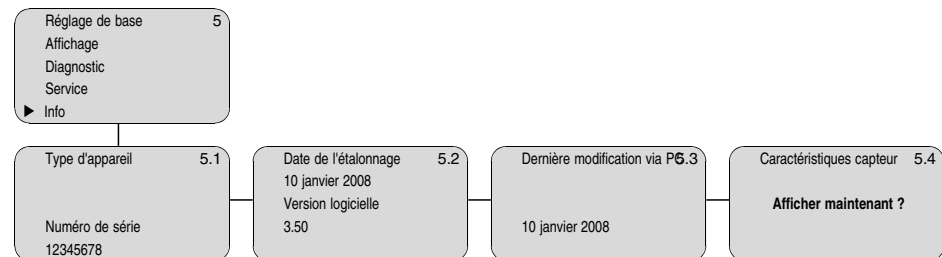 Réglage de base 5
Affichage
Diagnostic
Service
▶ Info
Type d'appareil 5.1
Numéro de série
12345678
Date de l'étalonnage 5.2
10 janvier 2008
Version logicielle
3.50
Dernière modification via PC 5.3
10 janvier 2008
Caractéristiques capteur 5.4
Afficher maintenant ?